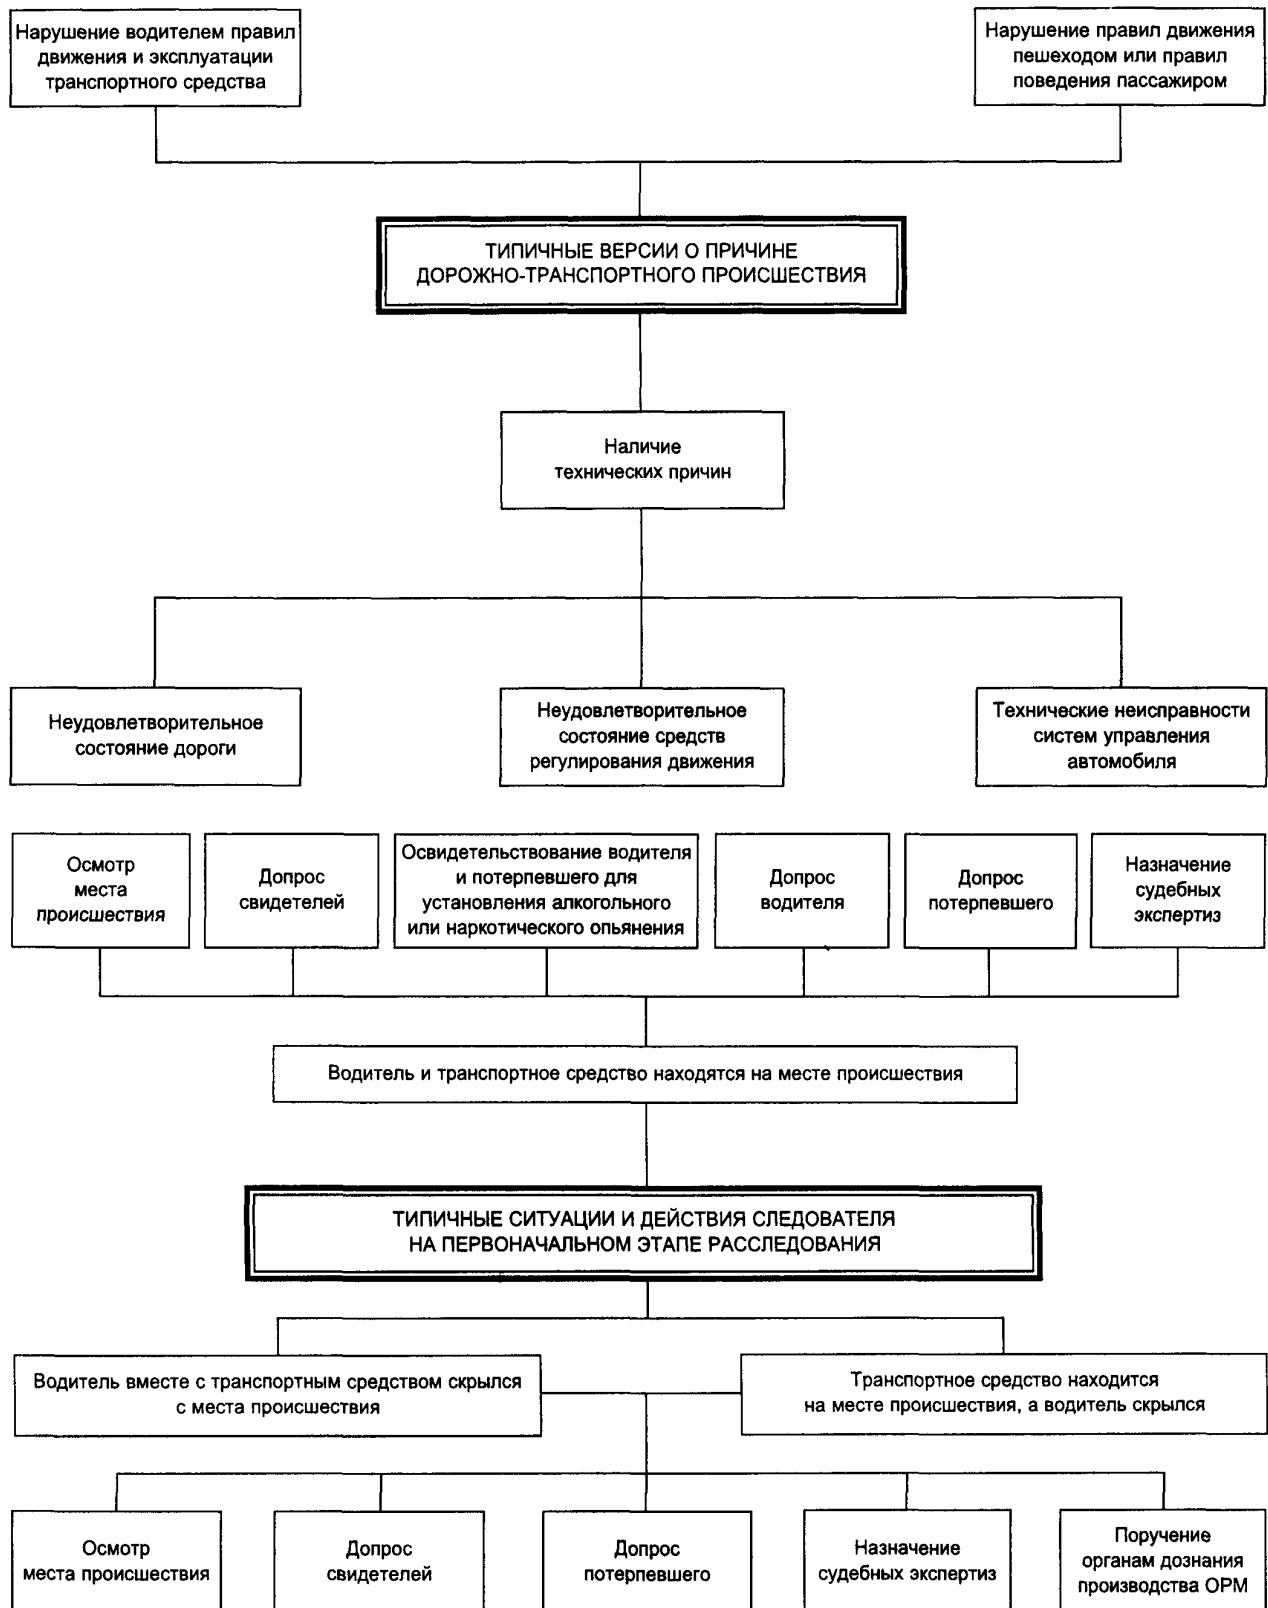 Нарушение водителем правил
движения и эксплуатации
транспортного средства
Нарушение правил движения
пешеходом или правил
поведения пассажиром
ТИПИЧНЫЕ ВЕРСИИ О ПРИЧИНЕ
ДОРОЖНО-ТРАНСПОРТНОГО ПРОИСШЕСТВИЯ
Наличие
технических причин
Неудовлетворительное
состояние дороги
Неудовлетворительное
состояние средств
регулирования движения
Технические неисправности
систем управления
автомобиля
Осмотр
места
происшествия
Допрос
свидетелей
Освидетельствование водителя
и потерпевшего для
установления алкогольного
или наркотического опьянения
Допрос
водителя
Допрос
потерпевшего
Назначение
судебных
экспертиз
Водитель и транспортное средство находятся на месте происшествия
ТИПИЧНЫЕ СИТУАЦИИ И ДЕЙСТВИЯ СЛЕДОВАТЕЛЯ
НА ПЕРВОНАЧАЛЬНОМ ЭТАПЕ РАССЛЕДОВАНИЯ
Водитель вместе с транспортным средством скрылся
с места происшествия
Транспортное средство находится
на месте происшествия, а водитель скрылся
Осмотр
места происшествия
Допрос
свидетелей
Допрос
потерпевшего
Назначение
судебных экспертиз
Поручение
органам дознания
производства ОРМ